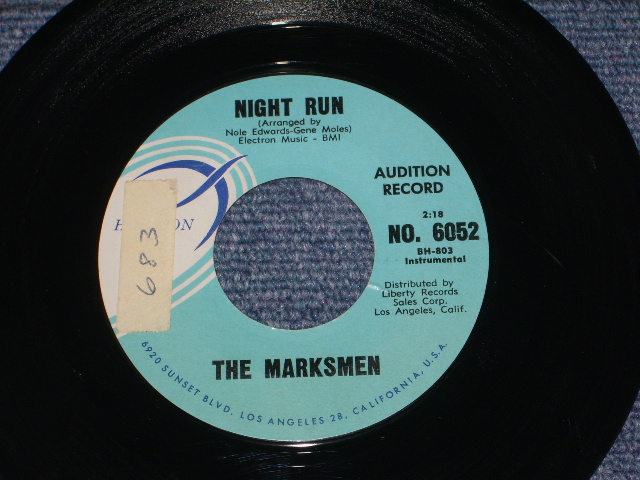 NIGHT RUN
(Arranged by
Nole Edwards-Gene Moles)
Electron Music - BMI
AUDITION
RECORD
2:18
NO. 6052
BH-803
Instrumental
683
Distributed by
Liberty Records
Sales Corp.
Los Angeles, Calif.
THE MARKSMEN
6920 SUNSET BLVD. LOS ANGELES 28, CALIFORNIA, U.S.A.